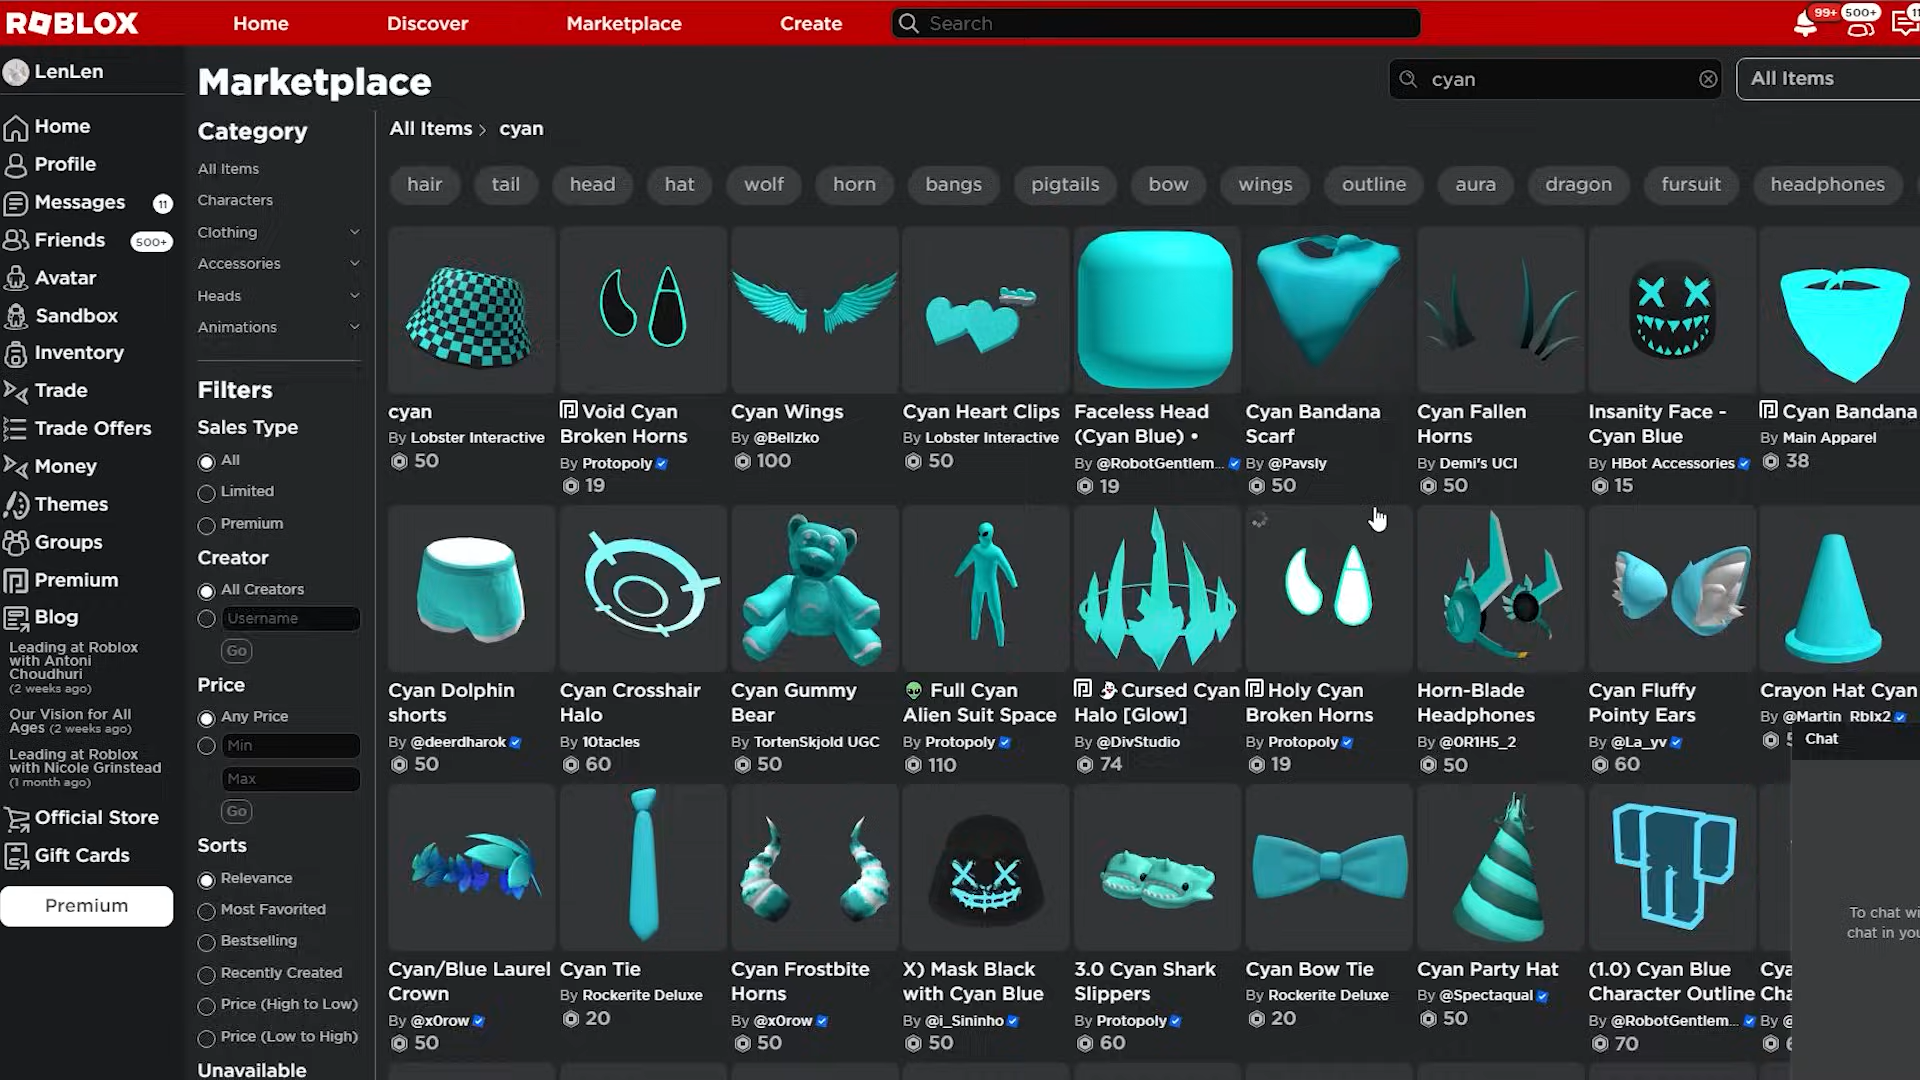 ROBLOX
Home
Discover
Marketplace
Create
Search
99+
500+
11
LenLen
Home
Profile
Messages
11
Friends
500+
Avatar
Sandbox
Inventory
Trade
Trade Offers
Money
Themes
Groups
Premium
Blog
Leading at Roblox
with Antoni
Choudhuri
(2 weeks ago)
Our Vision for All
Ages (2 weeks ago)
Leading at Roblox
with Nicole Grinstead
(1 month ago)
Official Store
Gift Cards
Premium
Marketplace
cyan
All Items
Category
All Items
Characters
Clothing
Accessories
Heads
Animations
Filters
Sales Type
All
Limited
Premium
Creator
All Creators
Username
Go
Price
Any Price
Min
Max
Go
Sorts
Relevance
Most Favorited
Bestselling
Recently Created
Price (High to Low)
Price (Low to High)
Unavailable
All Items > cyan
hair
tail
head
hat
wolf
horn
bangs
pigtails
bow
wings
outline
aura
dragon
fursuit
headphones
cyan
By Lobster Interactive
50
Void Cyan
Broken Horns
By Protopoly
19
Cyan Wings
By @Bellzko
100
Cyan Heart Clips
By Lobster Interactive
50
Faceless Head
(Cyan Blue) •
By @RobotGentlem...
19
Cyan Bandana
Scarf
By @Pavsly
50
Cyan Fallen
Horns
By Demi's UCI
50
Insanity Face -
Cyan Blue
By HBot Accessories
15
Cyan Bandana
By Main Apparel
38
Cyan Dolphin
shorts
By @deerdharok
50
Cyan Crosshair
Halo
By 10tacles
60
Cyan Gummy
Bear
By TortenSkjold UGC
50
👽 Full Cyan
Alien Suit Space
By Protopoly
110
👻 Cursed Cyan
Halo [Glow]
By @DivStudio
74
Holy Cyan
Broken Horns
By Protopoly
19
Horn-Blade
Headphones
By @0R1H5_2
50
Cyan Fluffy
Pointy Ears
By @La_yv
60
Crayon Hat Cyan
By @Martin_Rblx2
Chat
Cyan/Blue Laurel
Crown
By @x0row
50
Cyan Tie
By Rockerite Deluxe
20
Cyan Frostbite
Horns
By @x0row
50
X) Mask Black
with Cyan Blue
By @i_Sininho
50
3.0 Cyan Shark
Slippers
By Protopoly
60
Cyan Bow Tie
By Rockerite Deluxe
20
Cyan Party Hat
By @Spectaqual
50
(1.0) Cyan Blue
Character Outline
By @RobotGentlem...
70
Cya
Cha
By @
To chat wi
chat in you